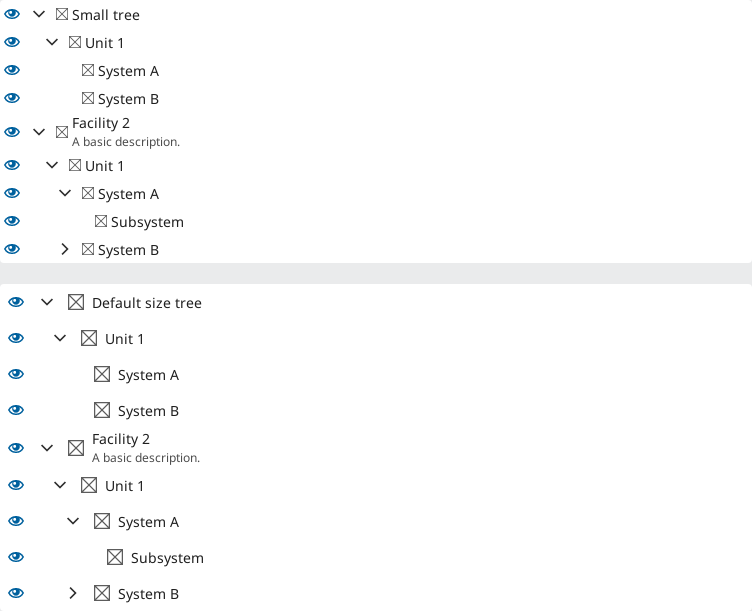 Small tree
Unit 1
System A
System B
Facility 2
A basic description.
Unit 1
System A
Subsystem
System B
Default size tree
Unit 1
System A
System B
Facility 2
A basic description.
Unit 1
System A
Subsystem
System B